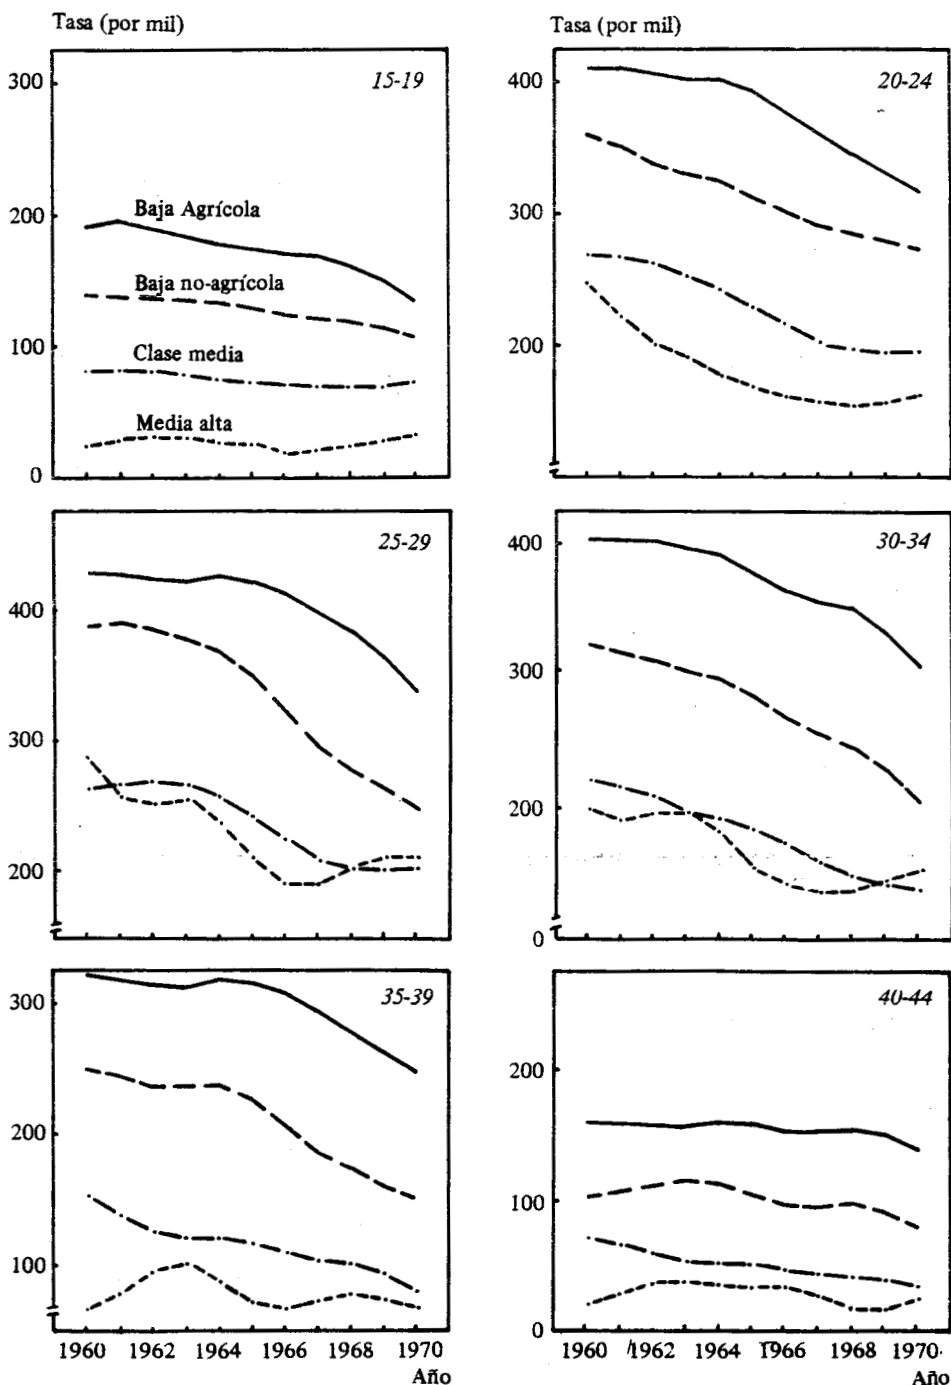 Tasa (por mil)
300
200
100
0
15-19
Baja Agrícola
Baja no-agrícola
Clase media
Media alta
Tasa (por mil)
400
300
200
20-24
400
300
200
25-29
400
300
200
0
30-34
300
200
100
35-39
1960 1962 1964 1966 1968 1970
Año
200
100
0
40-44
1960 1962 1964 1966 1968 1970
Año